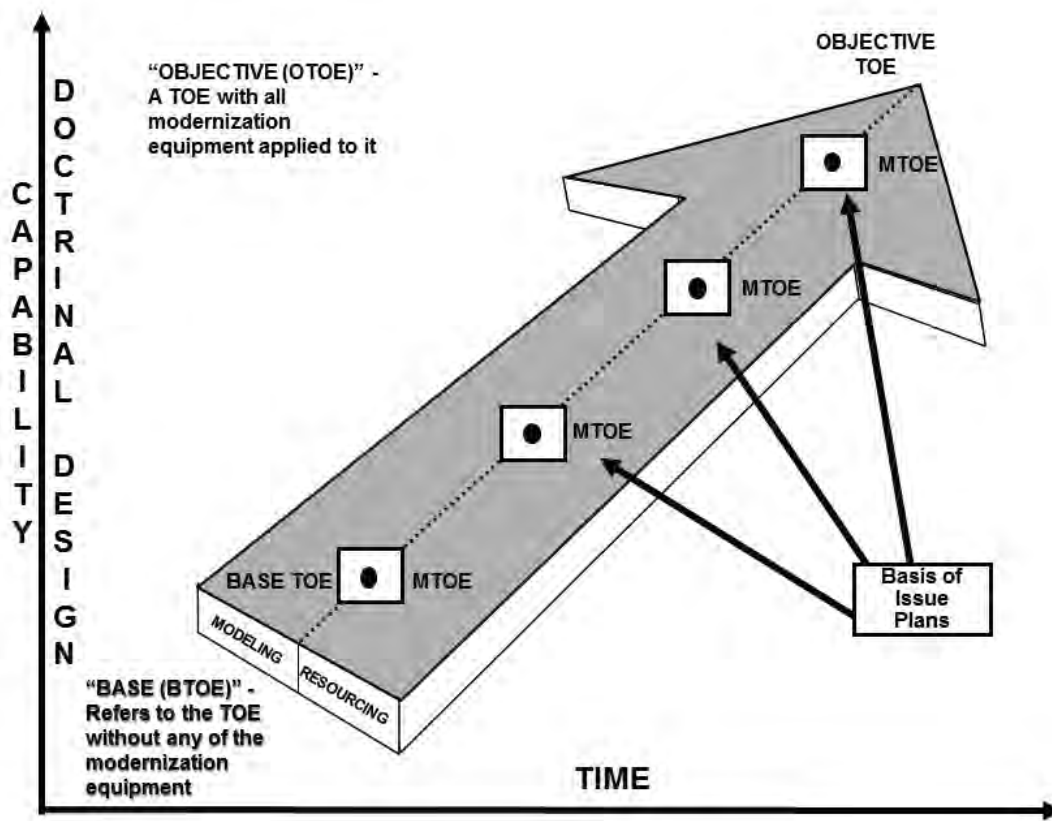 OBJECTIVE
TOE
"OBJECTIVE (OTOE)" -
A TOE with all
modernization
equipment applied to it
CAPABILITY
DOCTRINAL DESIGN
MTOE
MTOE
MTOE
BASE TOE
MTOE
Basis of
Issue
Plans
MODELING
RESOURCING
"BASE (BTOE)" -
Refers to the TOE
without any of the
modernization
equipment
TIME